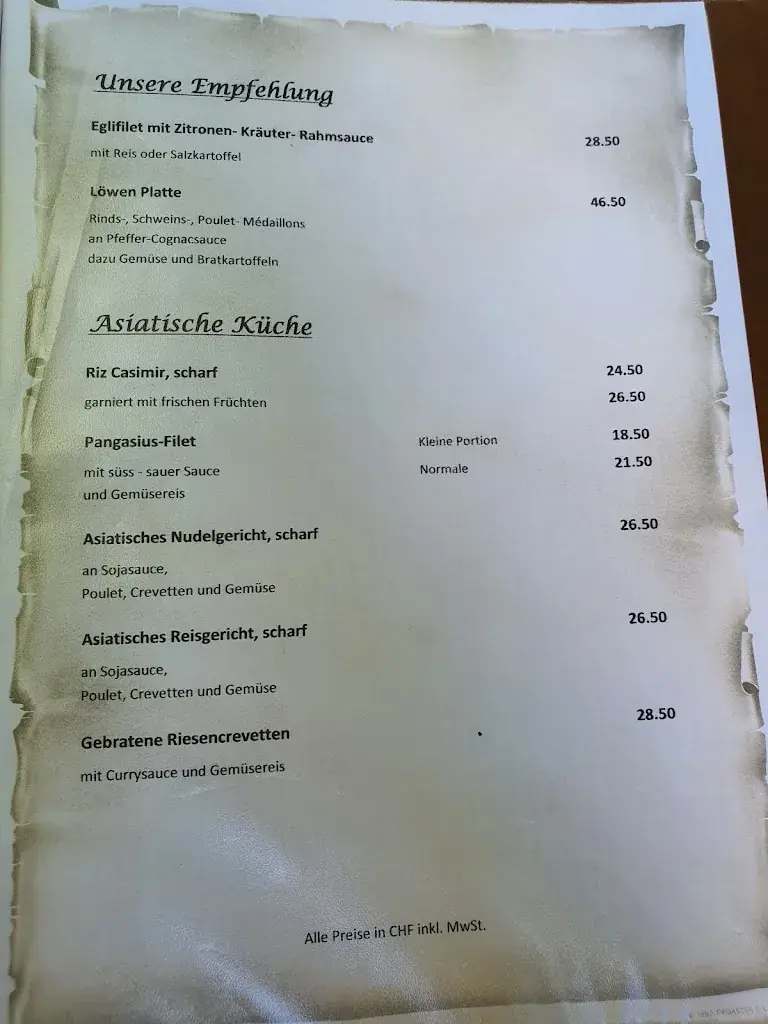 Unsere Empfehlung
Eglifilet mit Zitronen- Kräuter- Rahmsauce 28.50
mit Reis oder Salzkartoffel
Löwen Platte 46.50
Rinds-, Schweins-, Poulet- Médaillons
an Pfeffer-Cognacsauce
dazu Gemüse und Bratkartoffeln
Asiatische Küche
Riz Casimir, scharf 24.50
garniert mit frischen Früchten 26.50
Pangasius-Filet Kleine Portion 18.50
mit süss - sauer Sauce Normale 21.50
und Gemüsereis
Asiatisches Nudelgericht, scharf 26.50
an Sojasauce,
Poulet, Crevetten und Gemüse
Asiatisches Reisgericht, scharf 26.50
an Sojasauce,
Poulet, Crevetten und Gemüse
Gebratene Riesencrevetten 28.50
mit Currysauce und Gemüsereis
Alle Preise in CHF inkl. MwSt.